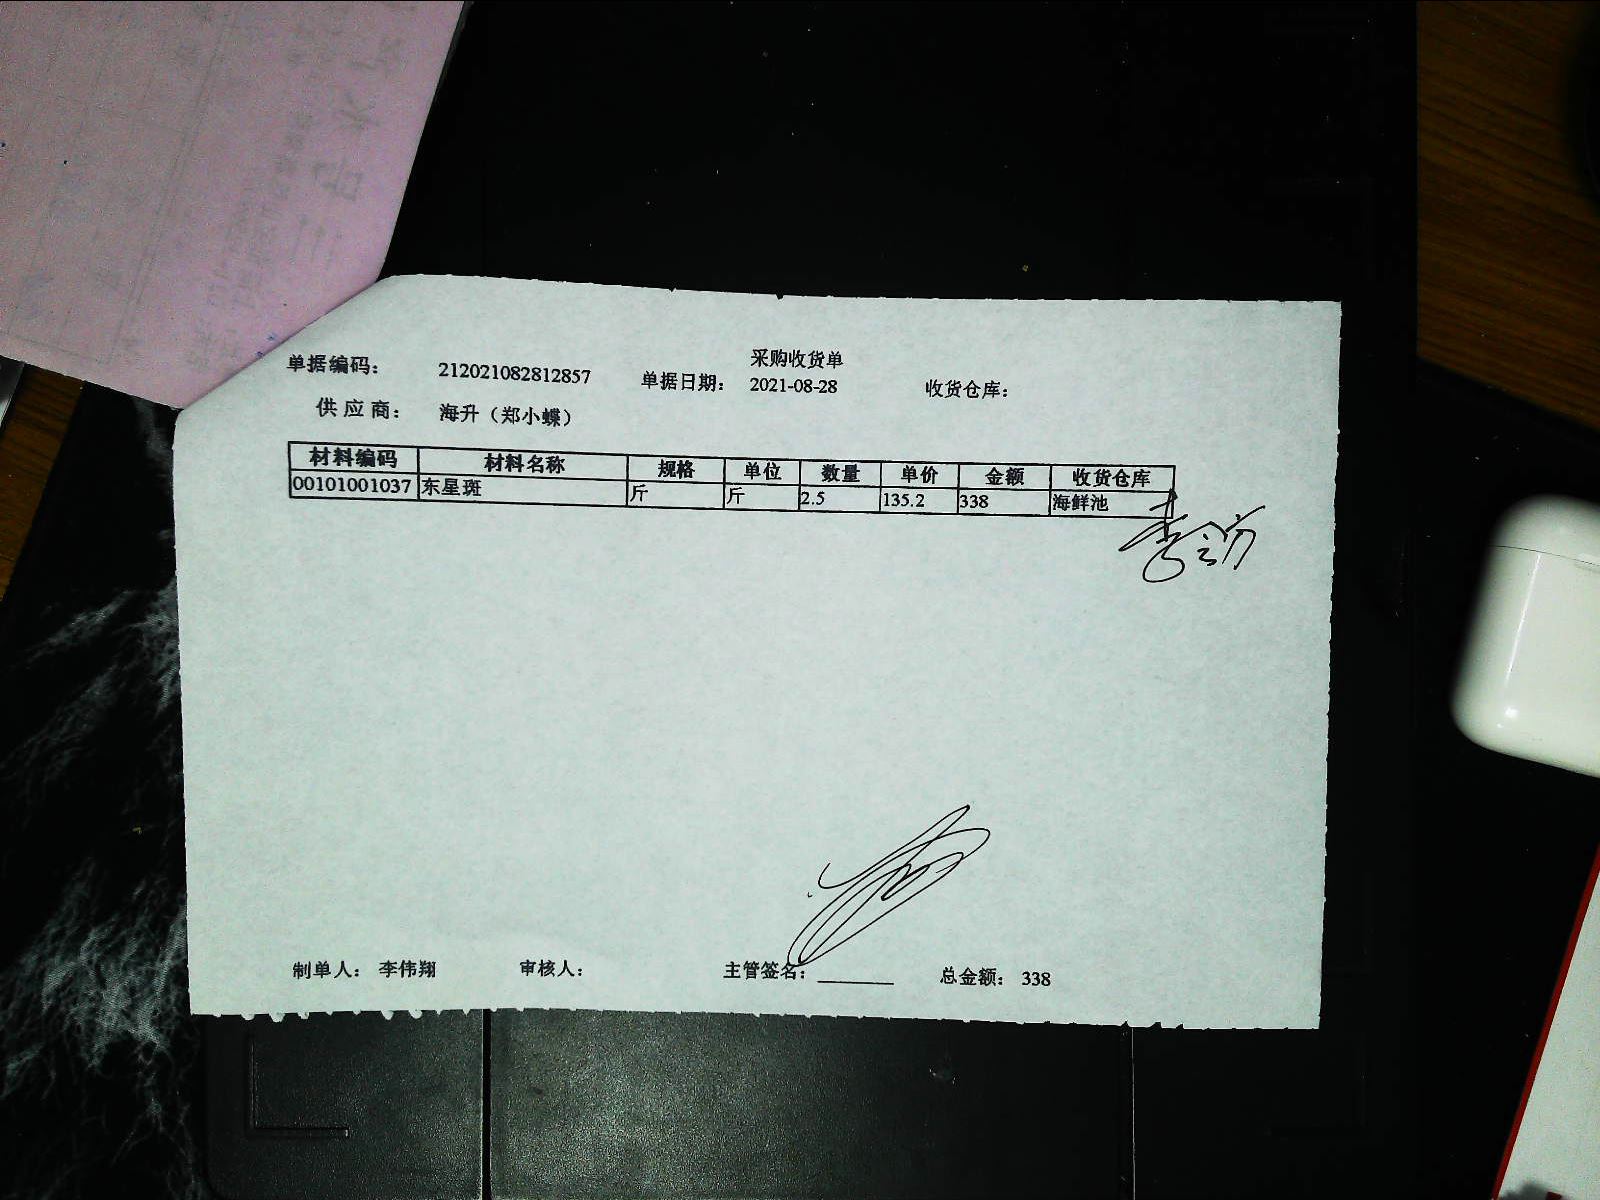 采购收货单
单据编码： 212021082812857 单据日期： 2021-08-28 收货仓库：
供应商： 海升（郑小蝶）
材料编码 材料名称 规格 单位 数量 单价 金额 收货仓库
00101001037 东星斑 斤 斤 2.5 135.2 338 海鲜池
制单人： 李伟翔 审核人： 主管签名： 总金额： 338